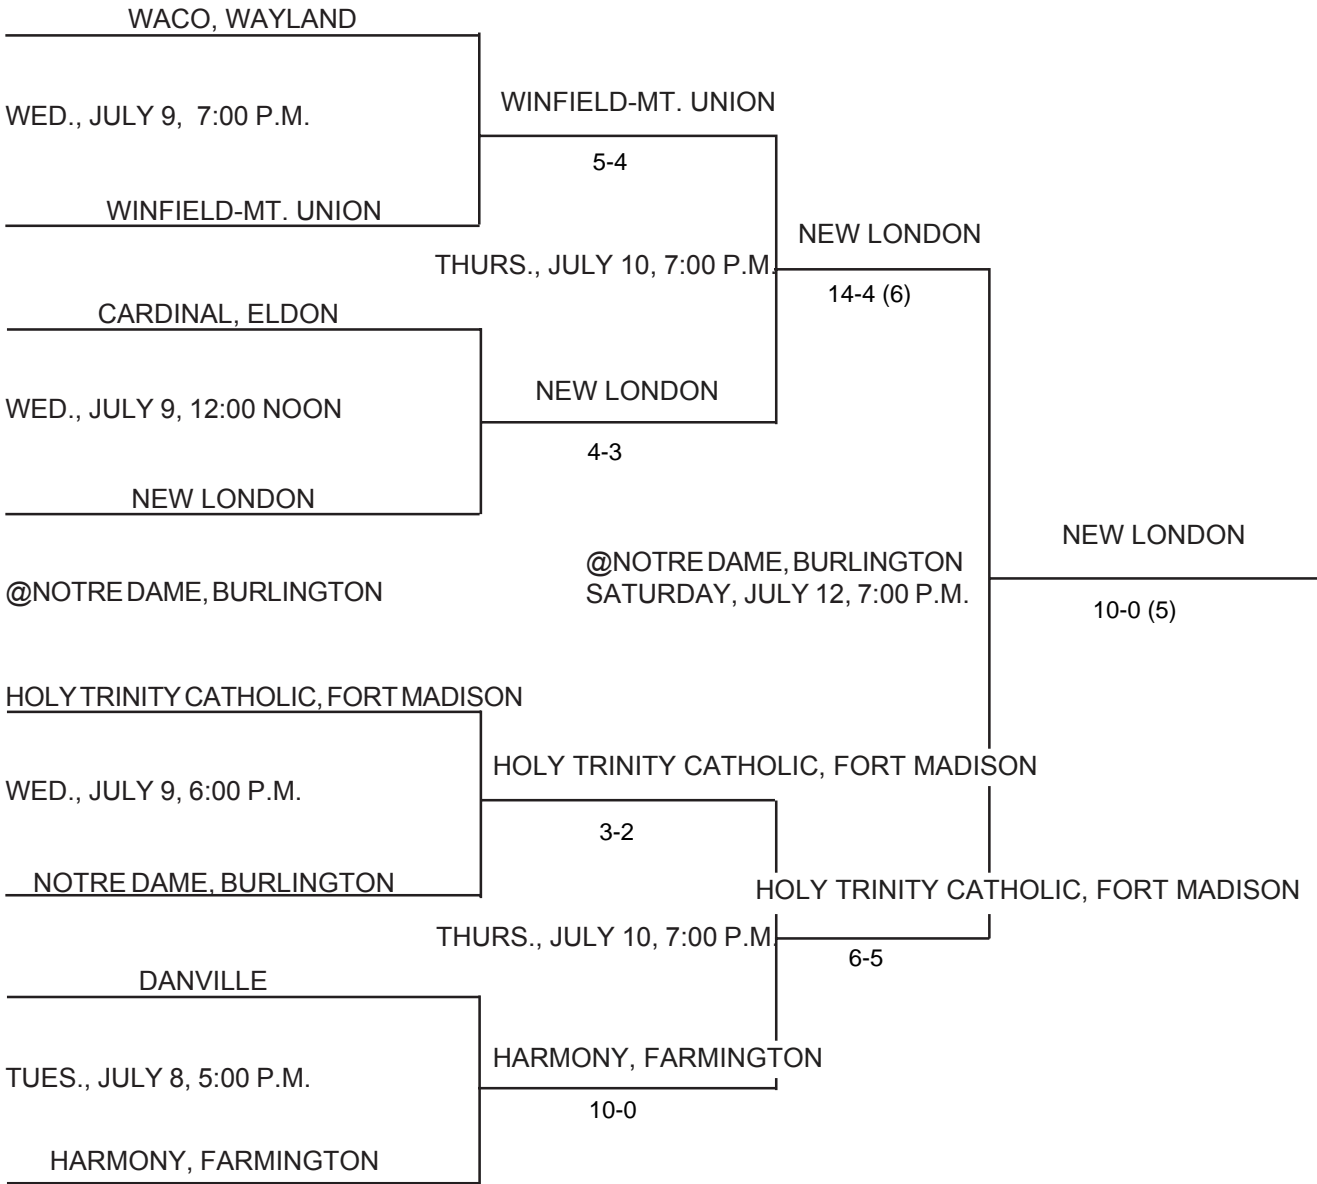 WACO, WAYLAND
WED., JULY 9, 7:00 P.M.
WINFIELD-MT. UNION
5-4
WINFIELD-MT. UNION
THURS., JULY 10, 7:00 P.M.
NEW LONDON
14-4 (6)
CARDINAL, ELDON
WED., JULY 9, 12:00 NOON
NEW LONDON
4-3
NEW LONDON
@NOTRE DAME, BURLINGTON
@NOTRE DAME, BURLINGTON
SATURDAY, JULY 12, 7:00 P.M.
NEW LONDON
10-0 (5)
HOLY TRINITY CATHOLIC, FORT MADISON
WED., JULY 9, 6:00 P.M.
HOLY TRINITY CATHOLIC, FORT MADISON
3-2
NOTRE DAME, BURLINGTON
THURS., JULY 10, 7:00 P.M.
HOLY TRINITY CATHOLIC, FORT MADISON
6-5
DANVILLE
TUES., JULY 8, 5:00 P.M.
HARMONY, FARMINGTON
10-0
HARMONY, FARMINGTON